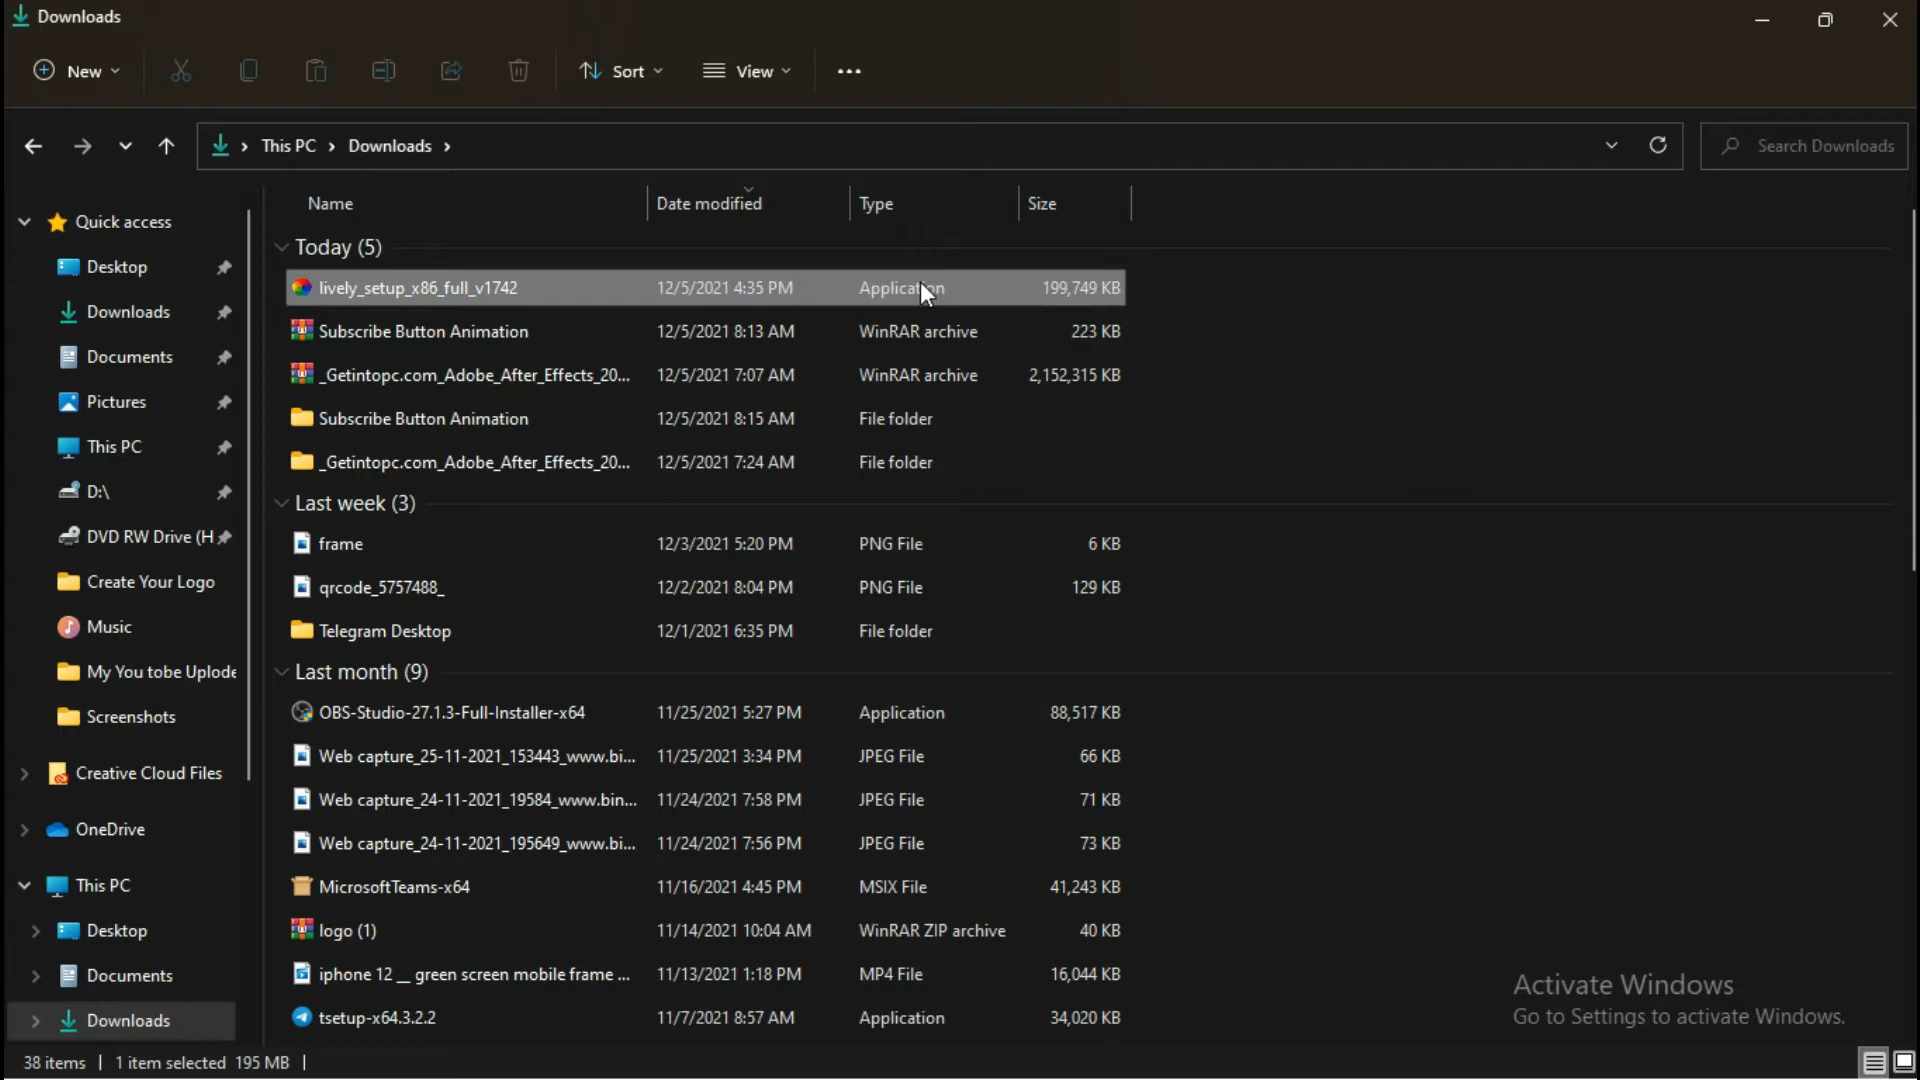 Downloads
New
Sort
View
This PC
Downloads
Search Downloads
Name
Date modified
Type
Size
Quick access
Desktop
Downloads
Documents
Pictures
This PC
D:\
DVD RW Drive (H
Create Your Logo
Music
My You tobe Uplode
Screenshots
Creative Cloud Files
OneDrive
This PC
Desktop
Documents
Downloads
Today (5)
lively_setup_x86_full_v1742 12/5/2021 4:35 PM Application 199,749 KB
Subscribe Button Animation 12/5/2021 8:13 AM WinRAR archive 223 KB
_Getintopc.com_Adobe_After_Effects_20... 12/5/2021 7:07 AM WinRAR archive 2,152,315 KB
Subscribe Button Animation 12/5/2021 8:15 AM File folder
_Getintopc.com_Adobe_After_Effects_20... 12/5/2021 7:24 AM File folder
Last week (3)
frame 12/3/2021 5:20 PM PNG File 6 KB
qrcode_5757488_ 12/2/2021 8:04 PM PNG File 129 KB
Telegram Desktop 12/1/2021 6:35 PM File folder
Last month (9)
OBS-Studio-27.1.3-Full-Installer-x64 11/25/2021 5:27 PM Application 88,517 KB
Web capture_25-11-2021_153443_www.bi... 11/25/2021 3:34 PM JPEG File 66 KB
Web capture_24-11-2021_19584_www.bin... 11/24/2021 7:58 PM JPEG File 71 KB
Web capture_24-11-2021_195649_www.bi... 11/24/2021 7:56 PM JPEG File 73 KB
MicrosoftTeams-x64 11/16/2021 4:45 PM MSIX File 41,243 KB
logo (1) 11/14/2021 10:04 AM WinRAR ZIP archive 40 KB
iphone 12 __ green screen mobile frame ... 11/13/2021 1:18 PM MP4 File 16,044 KB
tsetup-x64.3.2.2 11/7/2021 8:57 AM Application 34,020 KB
Activate Windows
Go to Settings to activate Windows.
38 items 1 item selected 195 MB